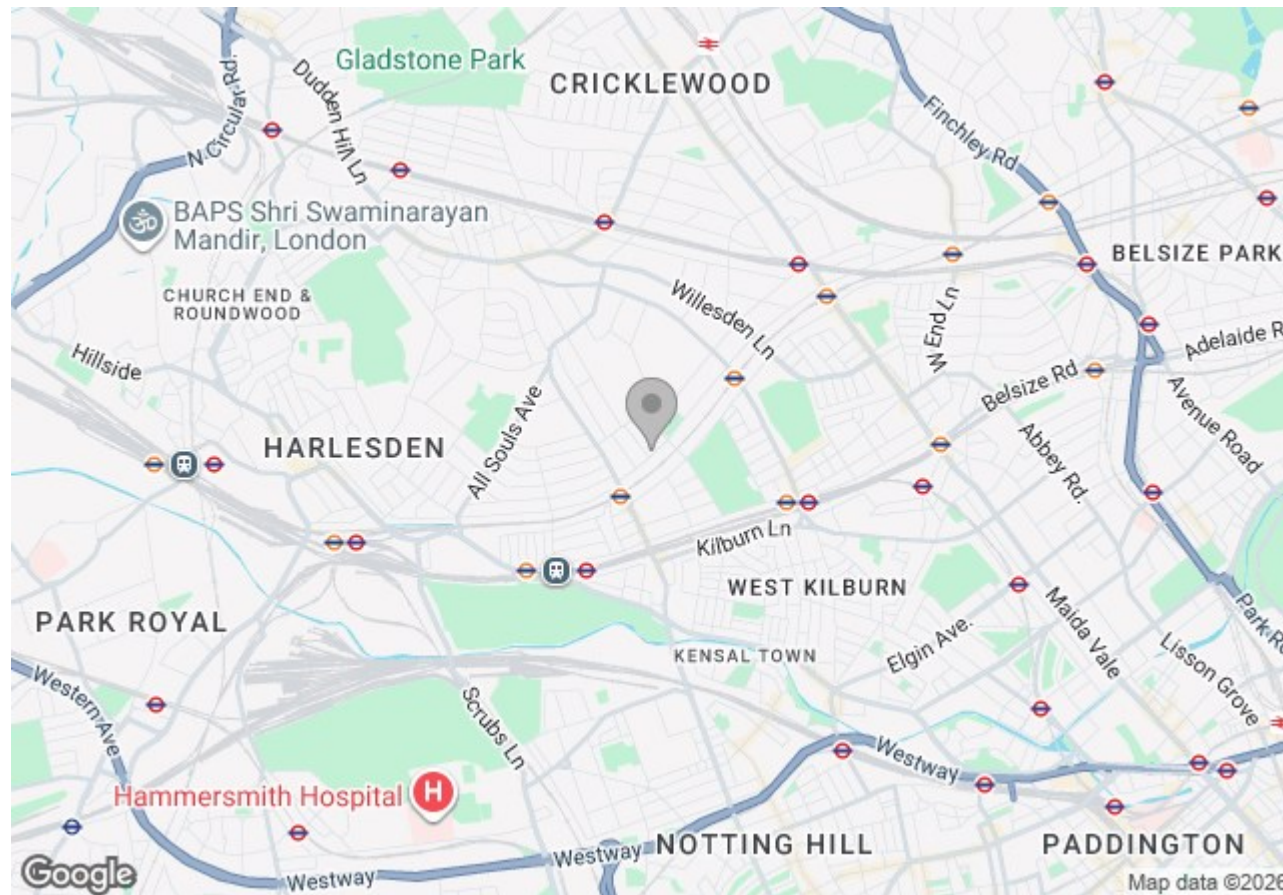 Gladstone Park
CRICKLEWOOD
Dudden Hill Ln
N Circular Rd.
Finchley Rd
BAPS Shri Swaminarayan
Mandir, London
BELSIZE PARK
CHURCH END &
ROUNDWOOD
Willesden Ln
W End Ln
Hillside
Adelaide R
Belsize Rd
Avenue Road
All Souls Ave
Abbey Rd.
HARLESDEN
Kilburn Ln
WEST KILBURN
PARK ROYAL
Maida Vale
Park Ro
Elgin Ave.
Lisson Grove
KENSAL TOWN
Western Ave
Scrubs Ln
Westway
Hammersmith Hospital
H
NOTTING HILL
PADDINGTON
Westway
Westway
Google
Map data ©2026